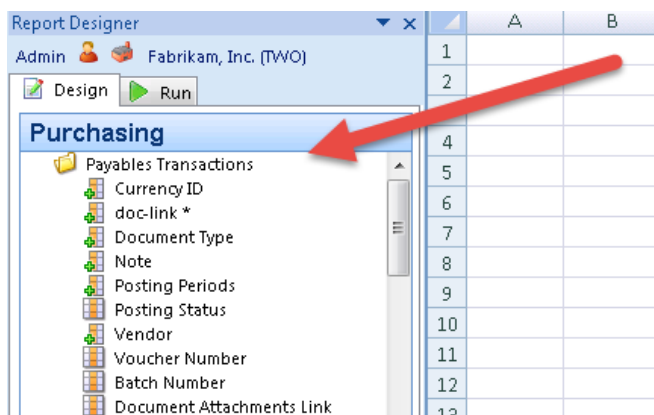 Report Designer
A B
Admin Fabrikam, Inc. (TWO)
1
Design Run
2
Purchasing
4
Payables Transactions
5
Currency ID
6
doc-link *
Document Type
7
Note
8
Posting Periods
9
Posting Status
10
Vendor
11
Voucher Number
Batch Number
12
Document Attachments Link
13